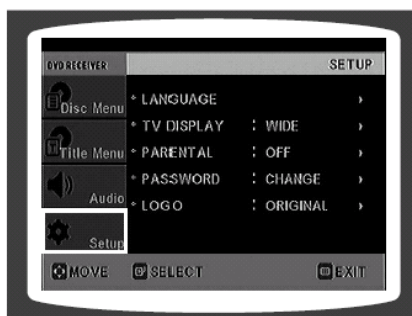 DVD RECEIVER SETUP
Disc Menu
Title Menu
Audio
Setup
LANGUAGE
TV DISPLAY : WIDE
PARENTAL : OFF
PASSWORD : CHANGE
LOGO : ORIGINAL
MOVE SELECT EXIT